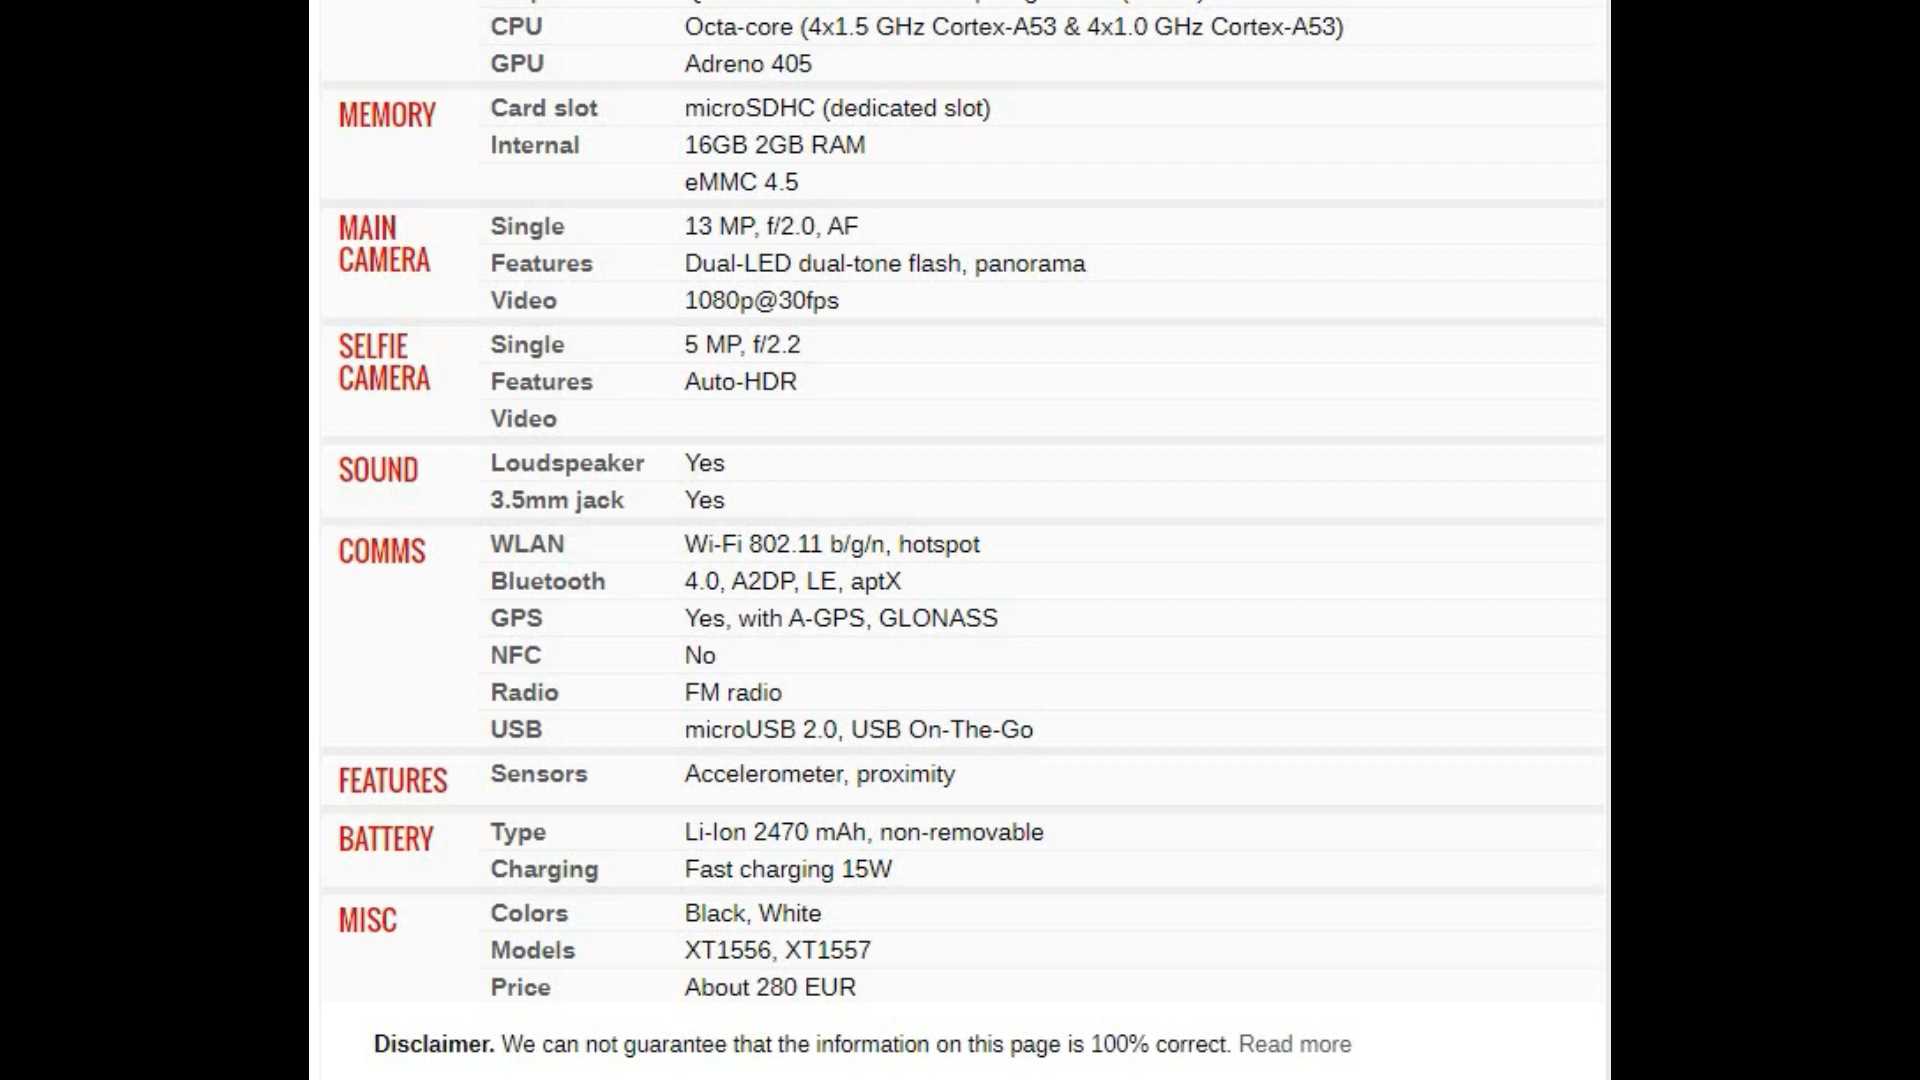 CPU Octa-core (4x1.5 GHz Cortex-A53 & 4x1.0 GHz Cortex-A53)
GPU Adreno 405
MEMORY Card slot microSDHC (dedicated slot)
Internal 16GB 2GB RAM
eMMC 4.5
MAIN CAMERA Single 13 MP, f/2.0, AF
Features Dual-LED dual-tone flash, panorama
Video 1080p@30fps
SELFIE CAMERA Single 5 MP, f/2.2
Features Auto-HDR
Video
SOUND Loudspeaker Yes
3.5mm jack Yes
COMMS WLAN Wi-Fi 802.11 b/g/n, hotspot
Bluetooth 4.0, A2DP, LE, aptX
GPS Yes, with A-GPS, GLONASS
NFC No
Radio FM radio
USB microUSB 2.0, USB On-The-Go
FEATURES Sensors Accelerometer, proximity
BATTERY Type Li-Ion 2470 mAh, non-removable
Charging Fast charging 15W
MISC Colors Black, White
Models XT1556, XT1557
Price About 280 EUR
Disclaimer. We can not guarantee that the information on this page is 100% correct. Read more